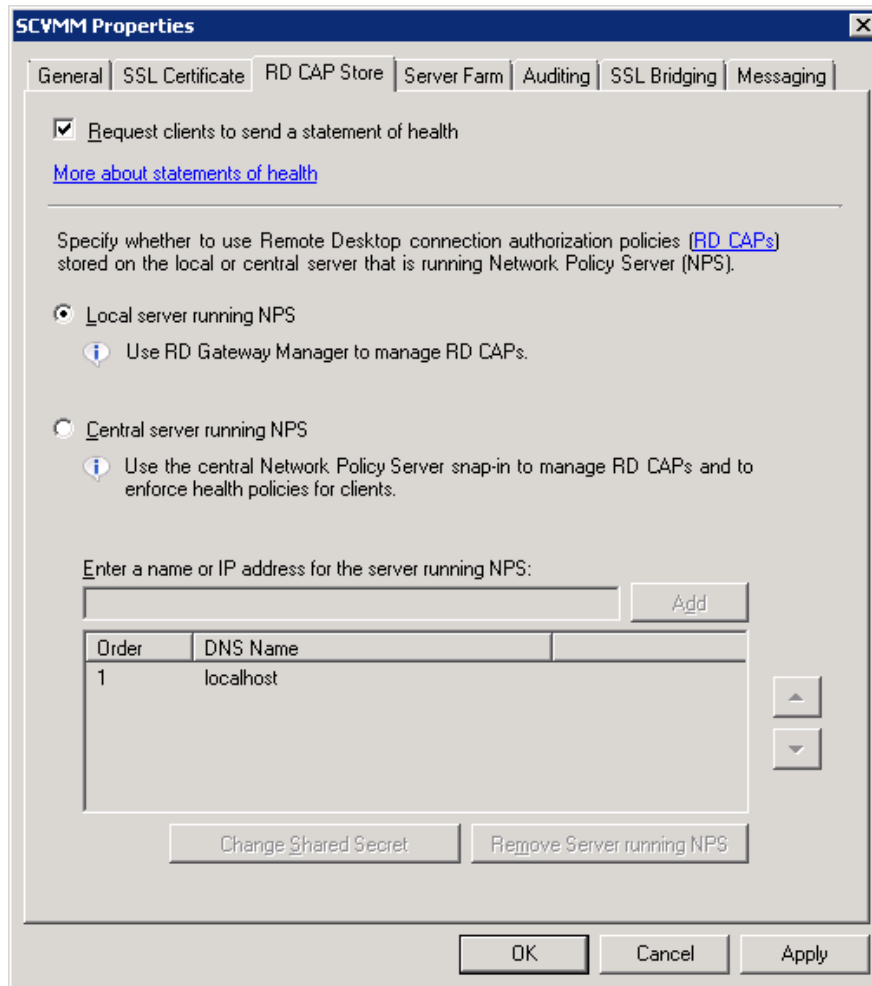 SCVMM Properties
General SSL Certificate RD CAP Store Server Farm Auditing SSL Bridging Messaging
Request clients to send a statement of health
More about statements of health
Specify whether to use Remote Desktop connection authorization policies (RD CAPs)
stored on the local or central server that is running Network Policy Server (NPS).
Local server running NPS
Use RD Gateway Manager to manage RD CAPs.
Central server running NPS
Use the central Network Policy Server snap-in to manage RD CAPs and to
enforce health policies for clients.
Enter a name or IP address for the server running NPS:
Add
Order DNS Name
1 localhost
Change Shared Secret Remove Server running NPS
OK Cancel Apply